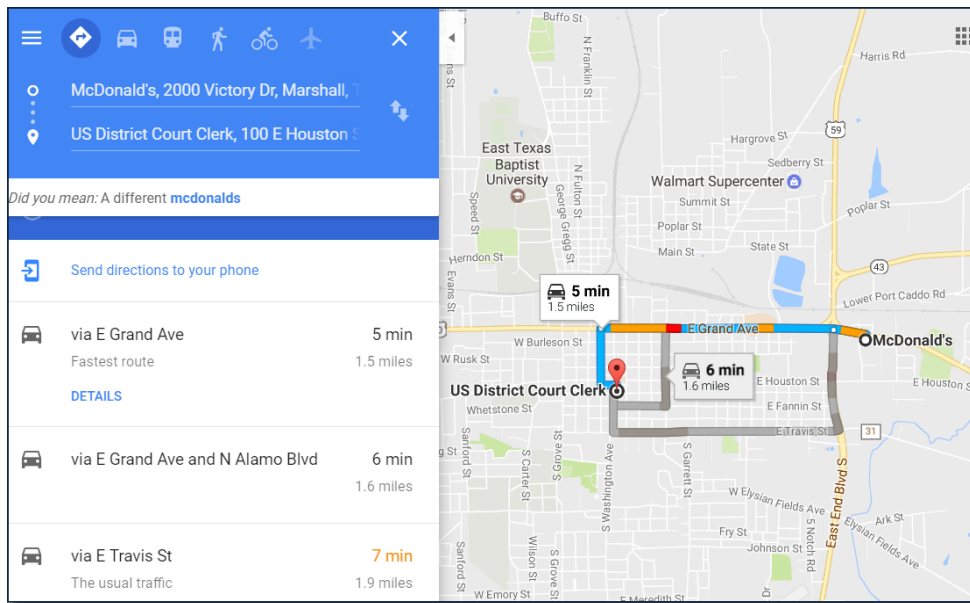 McDonald's, 2000 Victory Dr, Marshall,
US District Court Clerk, 100 E Houston
Did you mean: A different mcdonalds
Send directions to your phone
via E Grand Ave
5 min
Fastest route
1.5 miles
DETAILS
via E Grand Ave and N Alamo Blvd
6 min
1.6 miles
via E Travis St
7 min
The usual traffic
1.9 miles
Buffo St
N Franklin St
Harris Rd
59
Hargrove St
East Texas
Baptist
University
Sedberry St
N Fulton St
George Gregg St
Walmart Supercenter
Speed St
Summit St
Poplar St
Poplar St
Main St
State St
Herndon St
Evans St
43
5 min
1.5 miles
Lower Port Caddo Rd
E Grand Ave
McDonald's
W Burleson St
W Rusk St
6 min
1.6 miles
US District Court Clerk
E Houston St
E Houston S
Whetstone St
E Fannin St
E Travis St
31
Sanford St
S Carter St
S Grove St
S Washington Ave
S Garrett St
East End Blvd S
W Elysian Fields Ave
Elysian Fields Ave
Ark St
Fry St
S Notch Rd
Johnson St
Sanford St
Wilson St
S Grove St
Dr
W Emory St
E Meredith St